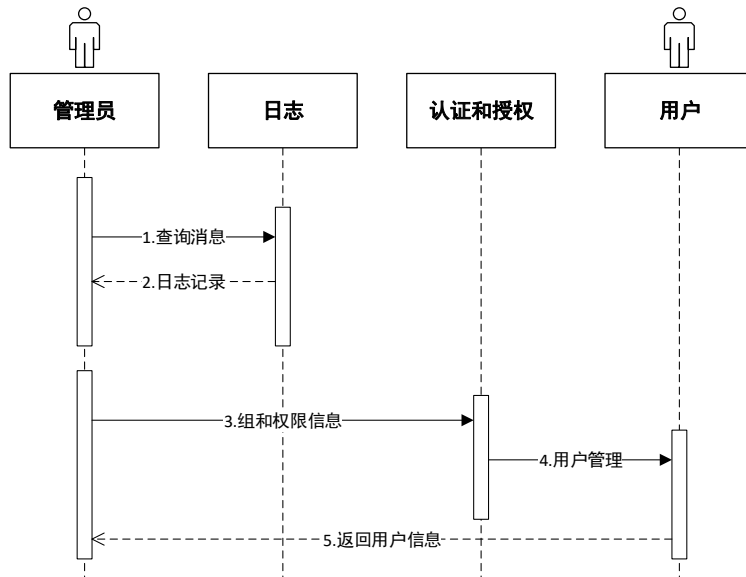 管理员
日志
认证和授权
用户
1.查询消息
2.日志记录
3.组和权限信息
4.用户管理
5.返回用户信息